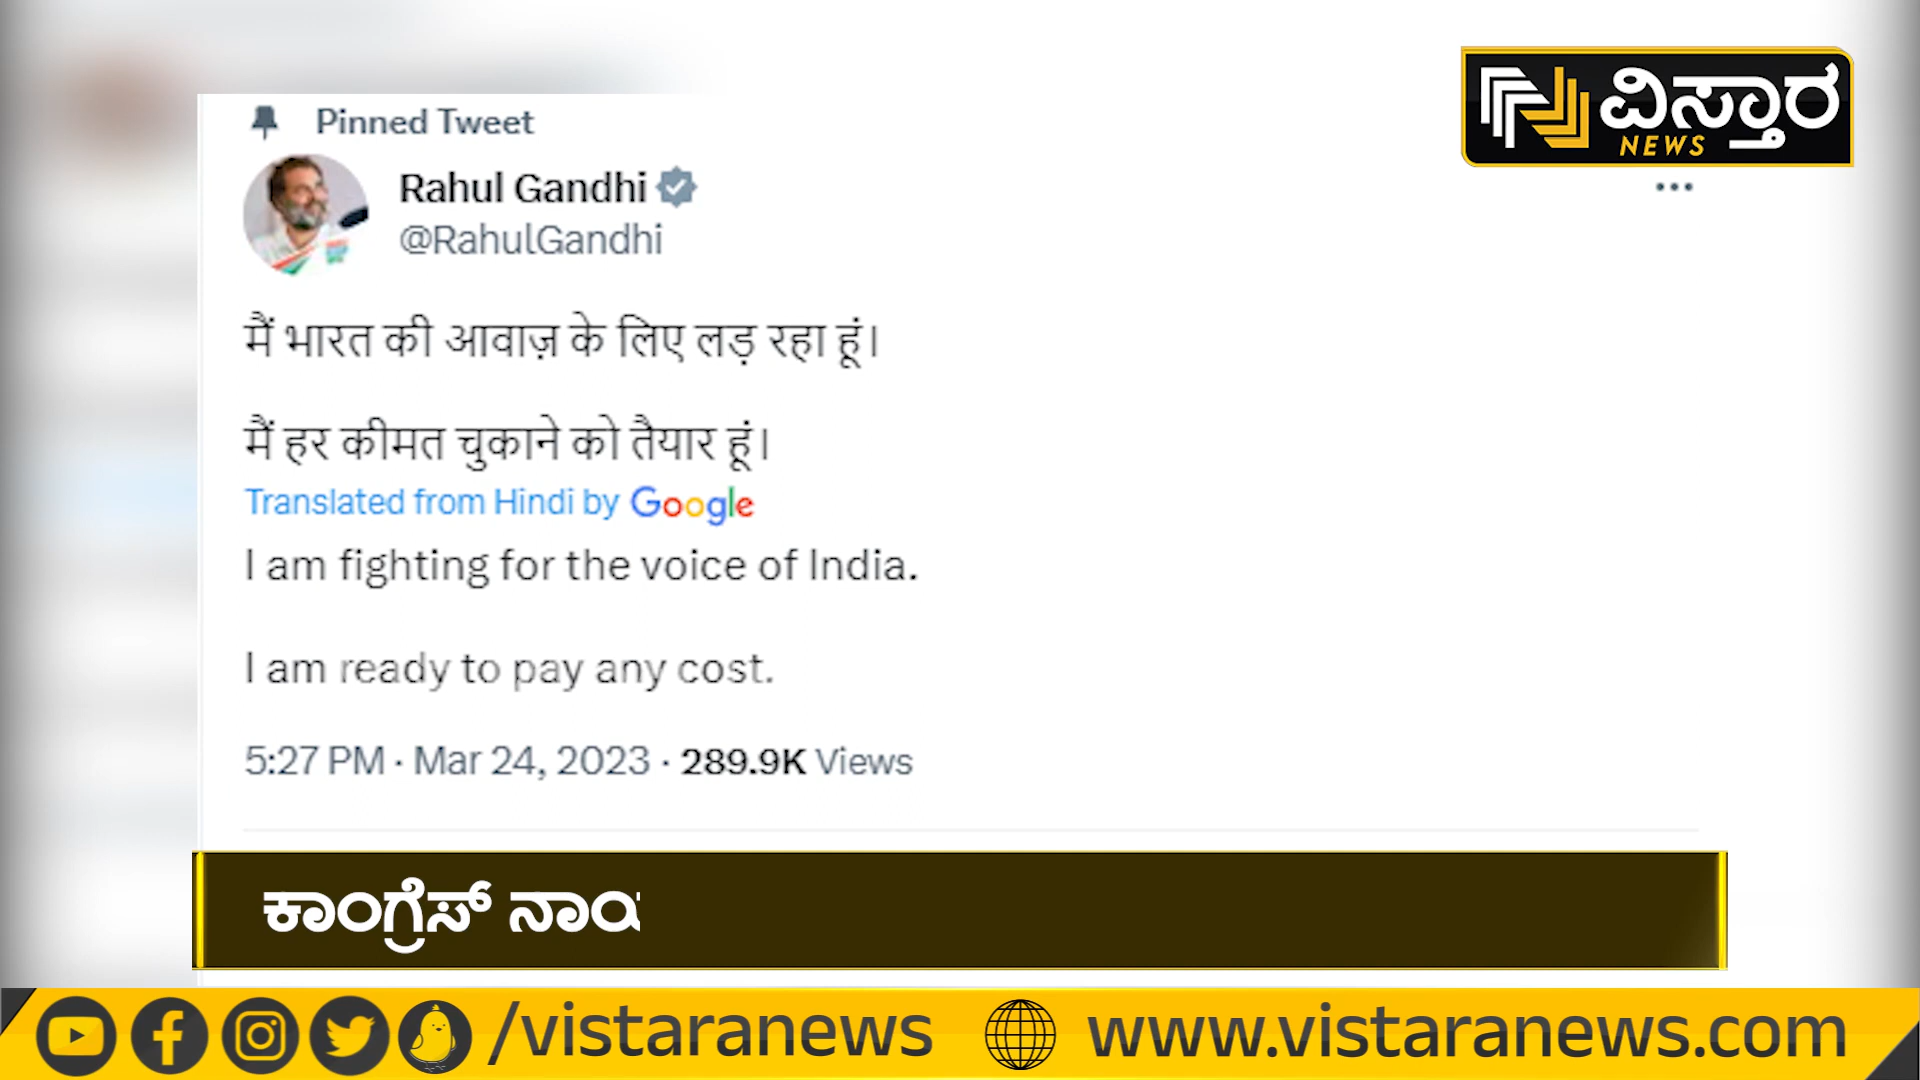 Pinned Tweet
ವಿಸ್ತಾರ
NEWS
Rahul Gandhi
@RahulGandhi
मैं भारत की आवाज़ के लिए लड़ रहा हूं।
मैं हर कीमत चुकाने को तैयार हूं।
Translated from Hindi by Google
I am fighting for the voice of India.
I am ready to pay any cost.
5:27 PM · Mar 24, 2023 · 289.9K Views
ಕಾಂಗ್ರೆಸ್
/vistaranews www.vistaranews.com